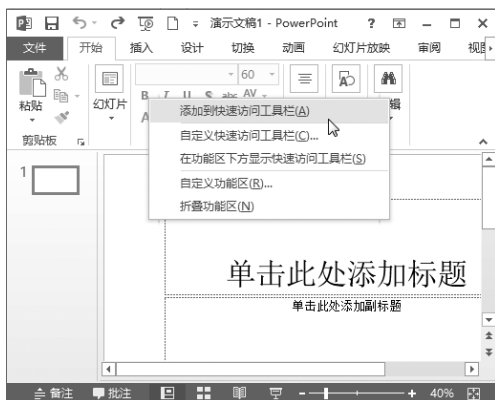 演示文稿1 - PowerPoint ?
文件 开始 插入 设计 切换 动画 幻灯片放映 审阅 视图
60
粘贴 幻灯片 B I U S abc AV 辑
A
剪贴板
添加到快速访问工具栏(A)
自定义快速访问工具栏(C)...
在功能区下方显示快速访问工具栏(S)
自定义功能区(R)...
折叠功能区(N)
1
单击此处添加标题
单击此处添加副标题
备注 批注 40%